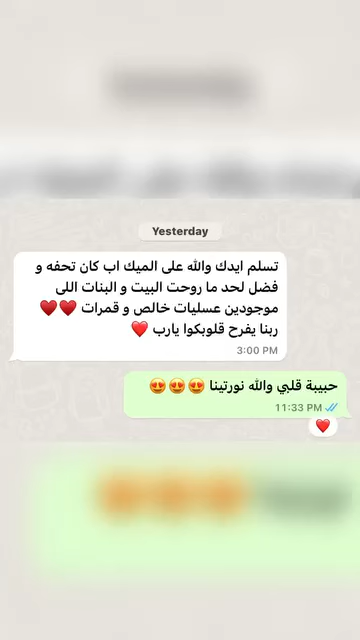 Yesterday
تسلم ايدك والله على الميك اب كان تحفه و
فضل لحد ما روحت البيت و البنات اللى
موجودين عسليات خالص و قمرات ♥️♥️
ربنا يفرح قلوبكوا يارب ❤️
3:00 PM
حبيبة قلبي والله نورتينا 😍😍😍
11:33 PM